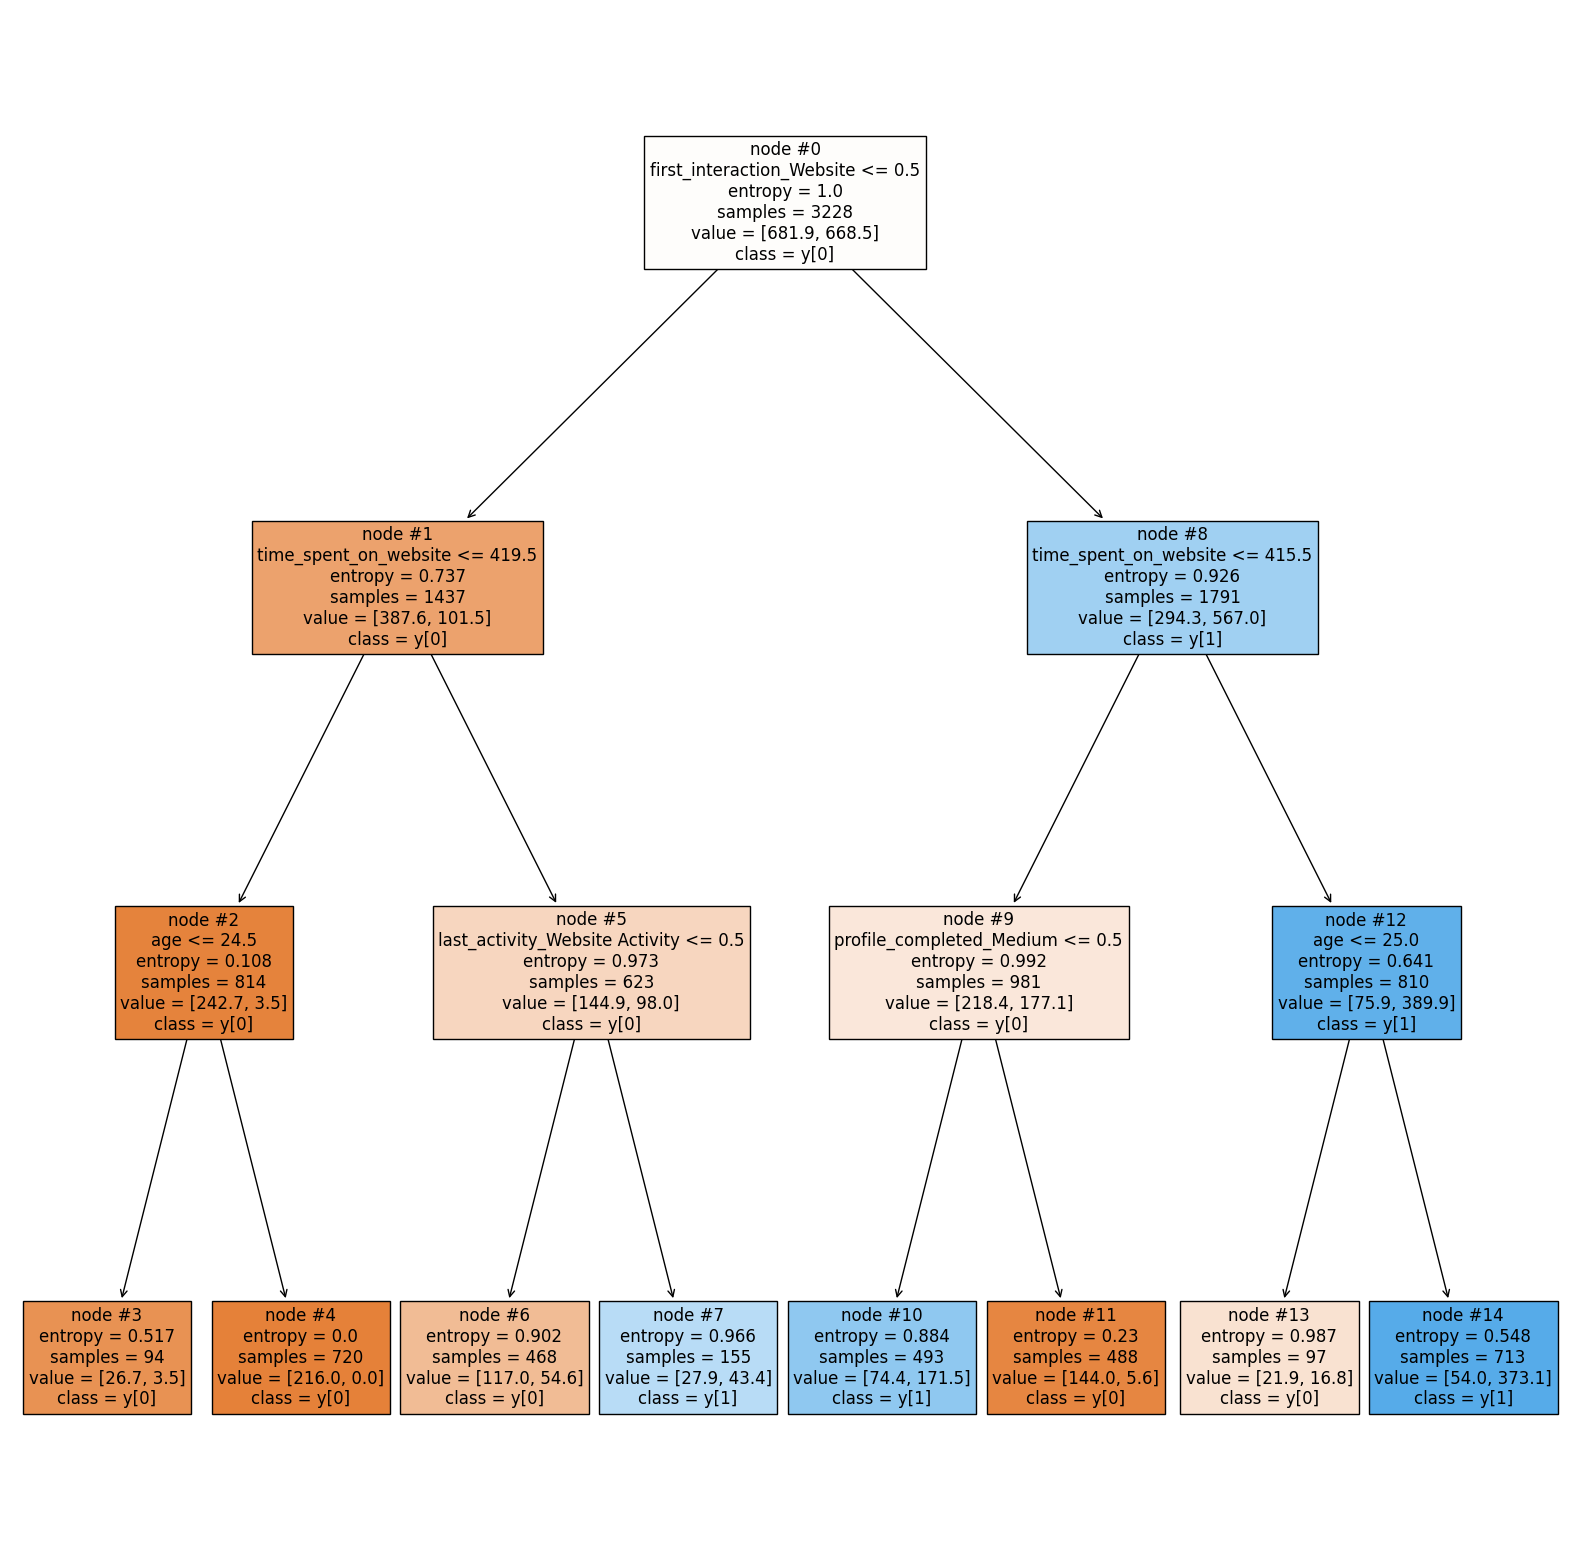 node #0
first_interaction_Website <= 0.5
entropy = 1.0
samples = 3228
value = [681.9, 668.5]
class = y[0]
node #1
time_spent_on_website <= 419.5
entropy = 0.737
samples = 1437
value = [387.6, 101.5]
class = y[0]
node #8
time_spent_on_website <= 415.5
entropy = 0.926
samples = 1791
value = [294.3, 567.0]
class = y[1]
node #2
age <= 24.5
entropy = 0.108
samples = 814
value = [242.7, 3.5]
class = y[0]
node #5
last_activity_Website Activity <= 0.5
entropy = 0.973
samples = 623
value = [144.9, 98.0]
class = y[0]
node #9
profile_completed_Medium <= 0.5
entropy = 0.992
samples = 981
value = [218.4, 177.1]
class = y[0]
node #12
age <= 25.0
entropy = 0.641
samples = 810
value = [75.9, 389.9]
class = y[1]
node #3
entropy = 0.517
samples = 94
value = [26.7, 3.5]
class = y[0]
node #4
entropy = 0.0
samples = 720
value = [216.0, 0.0]
class = y[0]
node #6
entropy = 0.902
samples = 468
value = [117.0, 54.6]
class = y[0]
node #7
entropy = 0.966
samples = 155
value = [27.9, 43.4]
class = y[1]
node #10
entropy = 0.884
samples = 493
value = [74.4, 171.5]
class = y[1]
node #11
entropy = 0.23
samples = 488
value = [144.0, 5.6]
class = y[0]
node #13
entropy = 0.987
samples = 97
value = [21.9, 16.8]
class = y[0]
node #14
entropy = 0.548
samples = 713
value = [54.0, 373.1]
class = y[1]